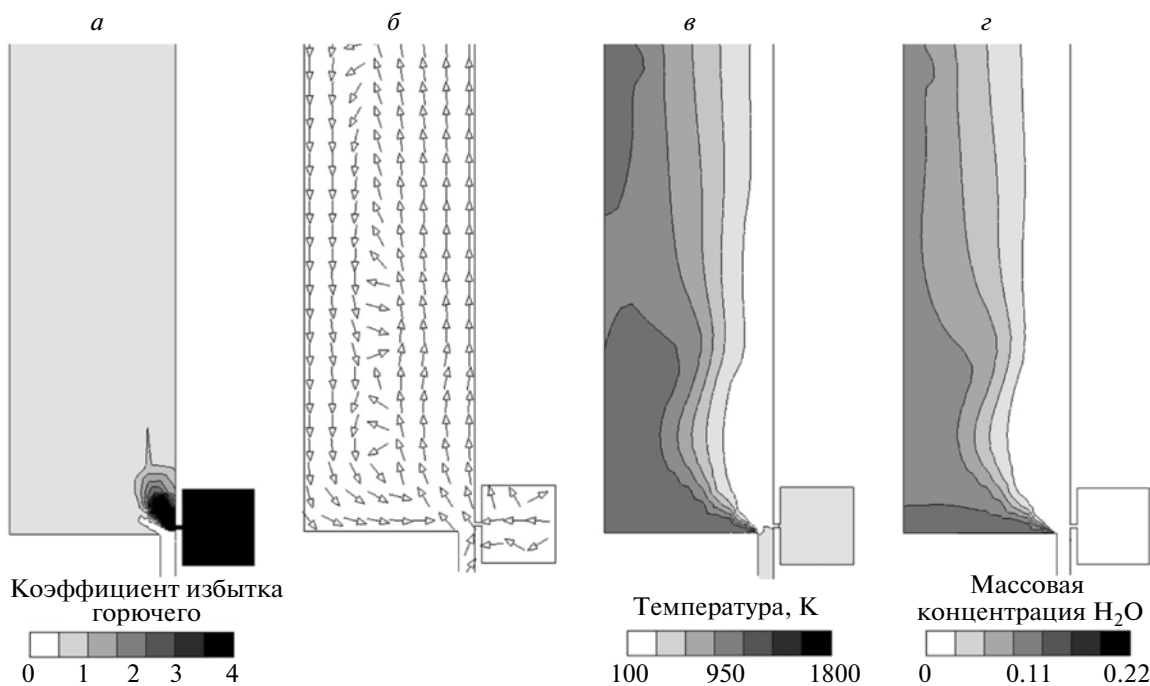 а б в г
Коэффициент избытка
горючего
0 1 2 3 4
Температура, K
100 950 1800
Массовая
концентрация H₂O
0 0.11 0.22